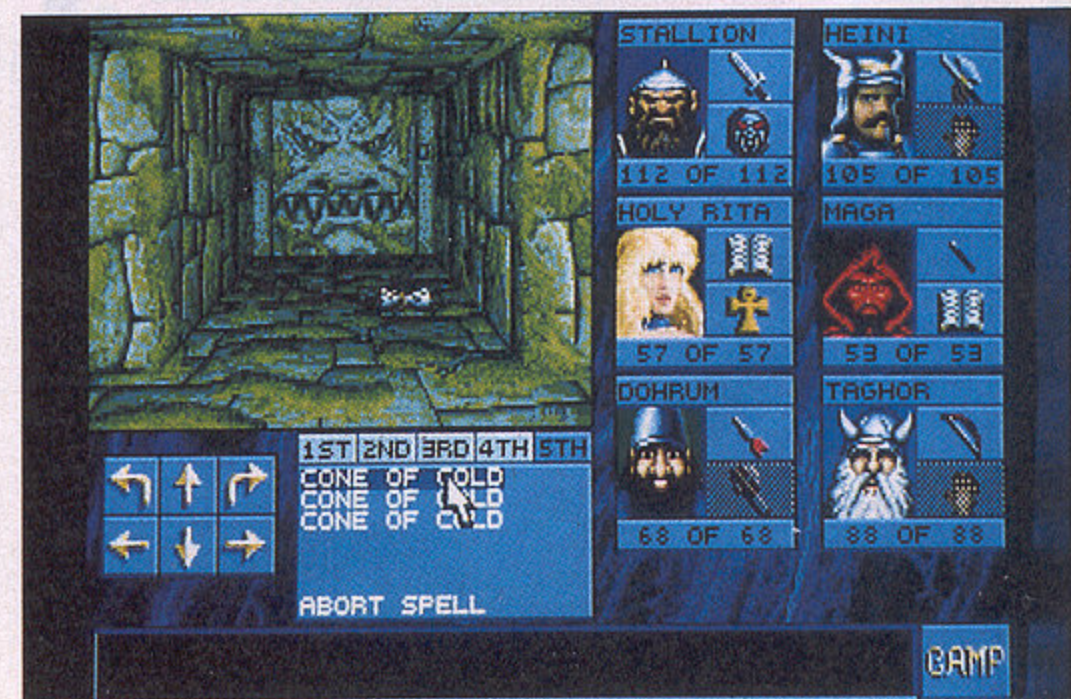 STALLION
112 OF 112
HEINI
105 OF 105
HOLY RITA
57 OF 57
MAGA
53 OF 53
DOHRUM
68 OF 68
TAGHOR
88 OF 88
1ST 2ND 3RD 4TH 5TH
CONE OF COLD
CONE OF COLD
CONE OF COLD
ABORT SPELL
CAMP